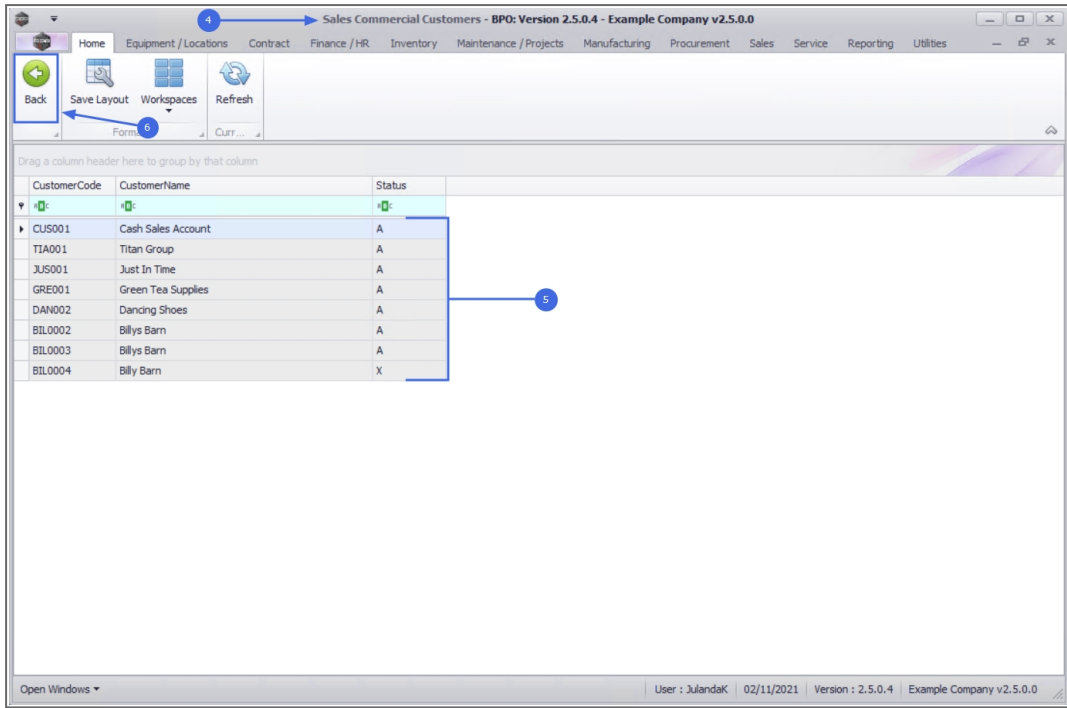 4
Sales Commercial Customers - BPO: Version 2.5.0.4 - Example Company v2.5.0.0
Home Equipment / Locations Contract Finance / HR Inventory Maintenance / Projects Manufacturing Procurement Sales Service Reporting Utilities
Back Save Layout Workspaces Refresh
6
Curr...
Drag a column header here to group by that column
CustomerCode CustomerName Status
CUS001 Cash Sales Account A
TIA001 Titan Group A
JUS001 Just In Time A
GRE001 Green Tea Supplies A
5
DAN002 Dancing Shoes A
BIL0002 Billys Barn A
BIL0003 Billys Barn A
BIL0004 Billy Barn X
Open Windows User : JulandaK 02/11/2021 Version : 2.5.0.4 Example Company v2.5.0.0